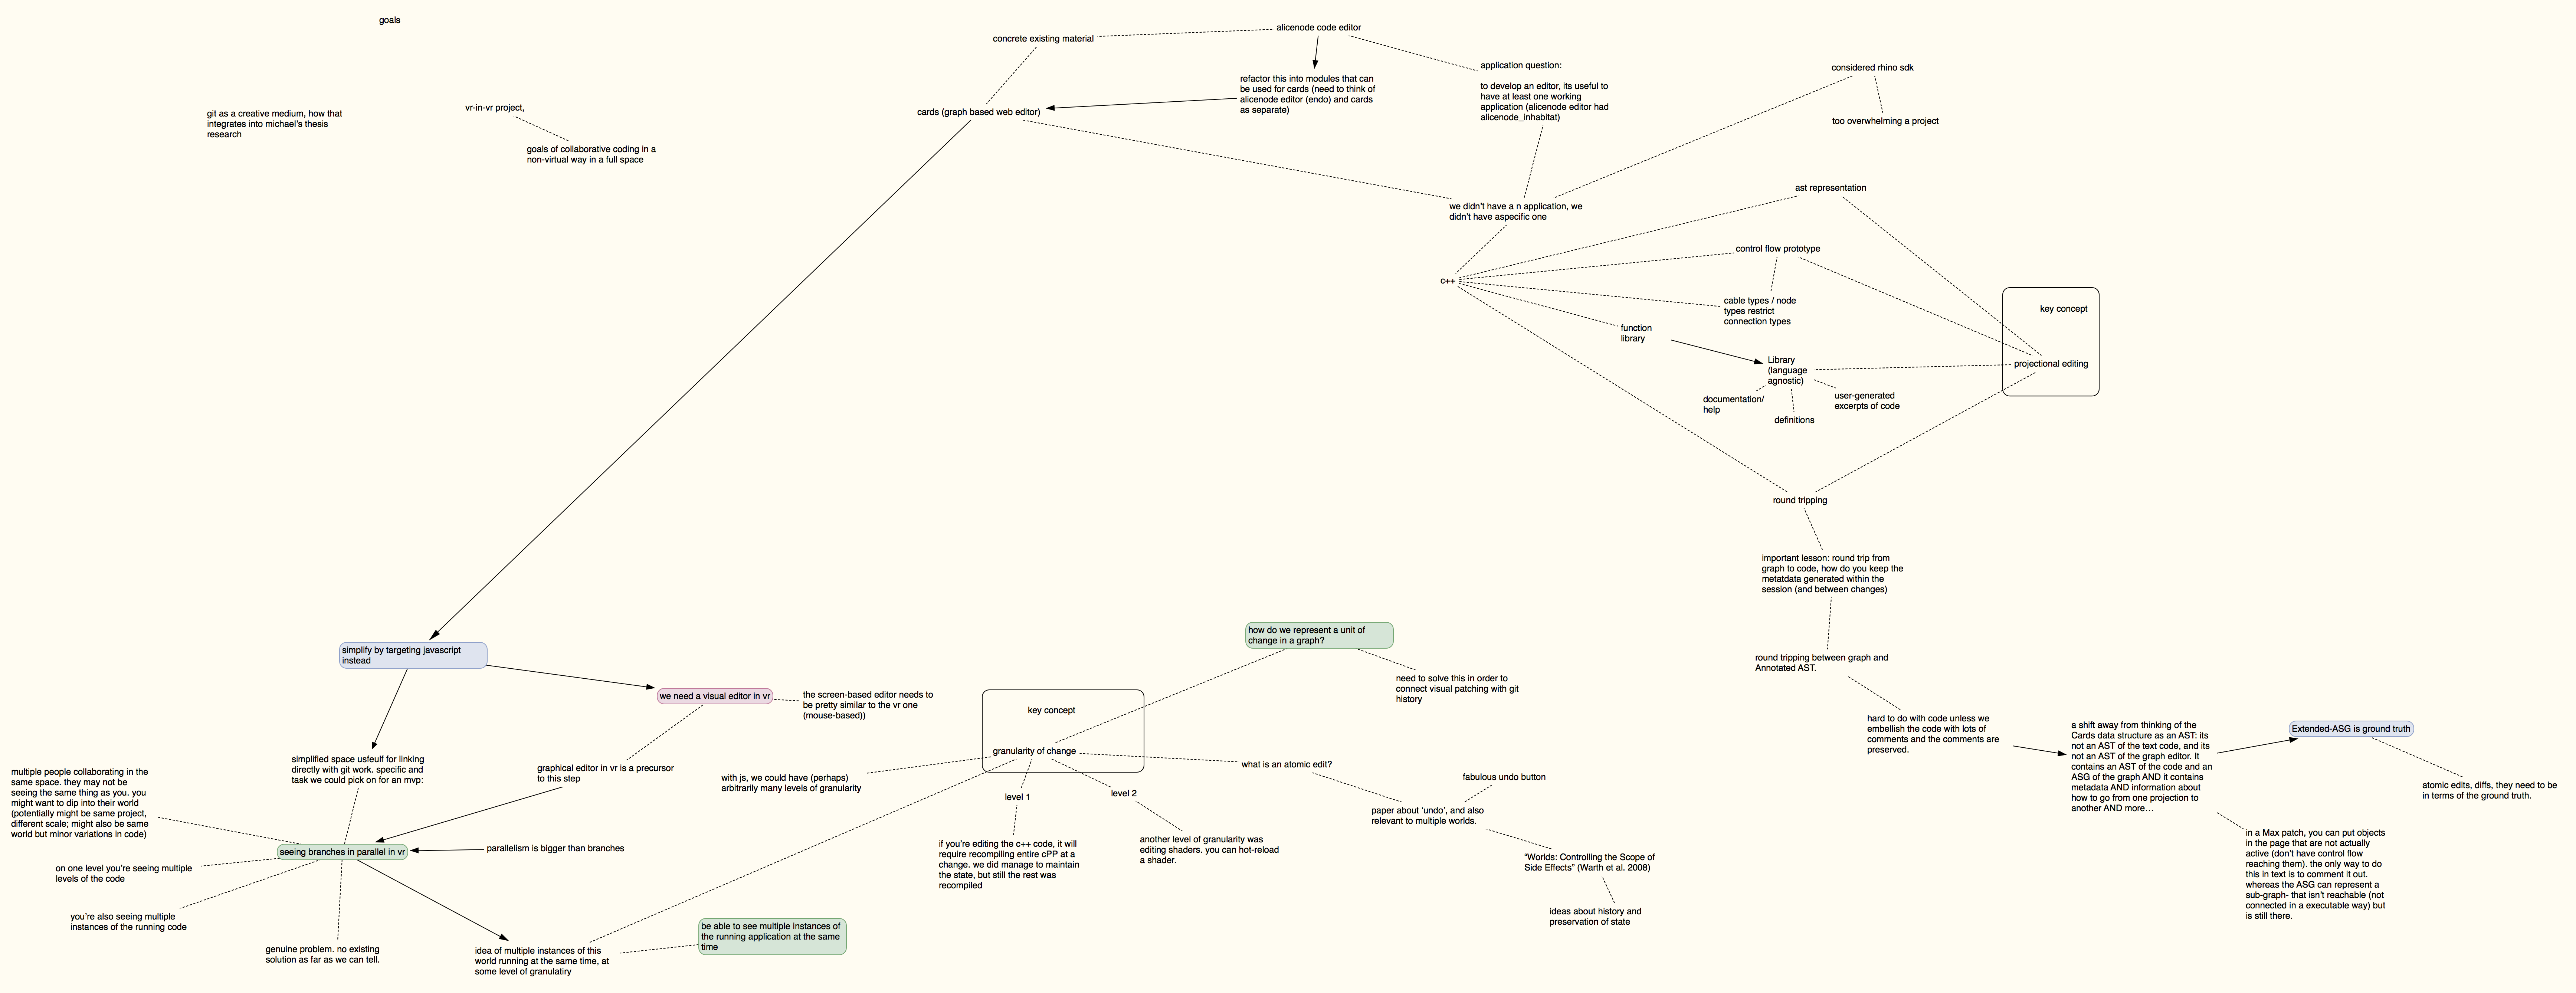 goals
git as a creative medium, how that
integrates into michael's thesis
research
vr-in-vr project,
goals of collaborative coding in a
non-virtual way in a full space
concrete existing material
alicenode code editor
cards (graph based web editor)
refactor this into modules that can
be used for cards (need to think of
alicenode editor (endo) and cards
as separate)
application question:
to develop an editor, its useful to
have at least one working
application (alicenode editor had
alicenode_inhabitat)
considered rhino sdk
too overwhelming a project
we didn't have a n application, we
didn't have aspecific one
ast representation
control flow prototype
c++
cable types / node
types restrict
connection types
function
library
Library
(language
agnostic)
documentation/
help
definitions
user-generated
excerpts of code
key concept
projectional editing
round tripping
important lesson: round trip from
graph to code, how do you keep the
metatdata generated within the
session (and between changes)
round tripping between graph and
Annotated AST.
hard to do with code unless we
embellish the code with lots of
comments and the comments are
preserved.
a shift away from thinking of the
Cards data structure as an AST: its
not an AST of the text code, and its
not an AST of the graph editor. It
contains an AST of the code and an
ASG of the graph AND it contains
metadata AND information about
how to go from one projection to
another AND more…
Extended-ASG is ground truth
atomic edits, diffs, they need to be
in terms of the ground truth.
in a Max patch, you can put objects
in the page that are not actually
active (don't have control flow
reaching them). the only way to do
this in text is to comment it out.
whereas the ASG can represent a
sub-graph- that isn't reachable (not
connected in a executable way) but
is still there.
simplify by targeting javascript
instead
we need a visual editor in vr
the screen-based editor needs to
be pretty similar to the vr one
(mouse-based))
simplified space usfeulf for linking
directly with git work. specific and
task we could pick on for an mvp:
graphical editor in vr is a precursor
to this step
multiple people collaborating in the
same space. they may not be
seeing the same thing as you. you
might want to dip into their world
(potentially might be same project,
different scale; might also be same
world but minor variations in code)
seeing branches in parallel in vr
parallelism is bigger than branches
on one level you're seeing multiple
levels of the code
you're also seeing multiple
instances of the running code
genuine problem. no existing
solution as far as we can tell.
idea of multiple instances of this
world running at the same time, at
some level of granulatiry
be able to see multiple instances of
the running application at the same
time
how do we represent a unit of
change in a graph?
need to solve this in order to
connect visual patching with git
history
key concept
granularity of change
with js, we could have (perhaps)
arbitrarily many levels of granularity
level 1
level 2
if you're editing the c++ code, it will
require recompiling entire cPP at a
change. we did manage to maintain
the state, but still the rest was
recompiled
another level of granularity was
editing shaders. you can hot-reload
a shader.
what is an atomic edit?
fabulous undo button
paper about 'undo', and also
relevant to multiple worlds.
"Worlds: Controlling the Scope of
Side Effects" (Warth et al. 2008)
ideas about history and
preservation of state